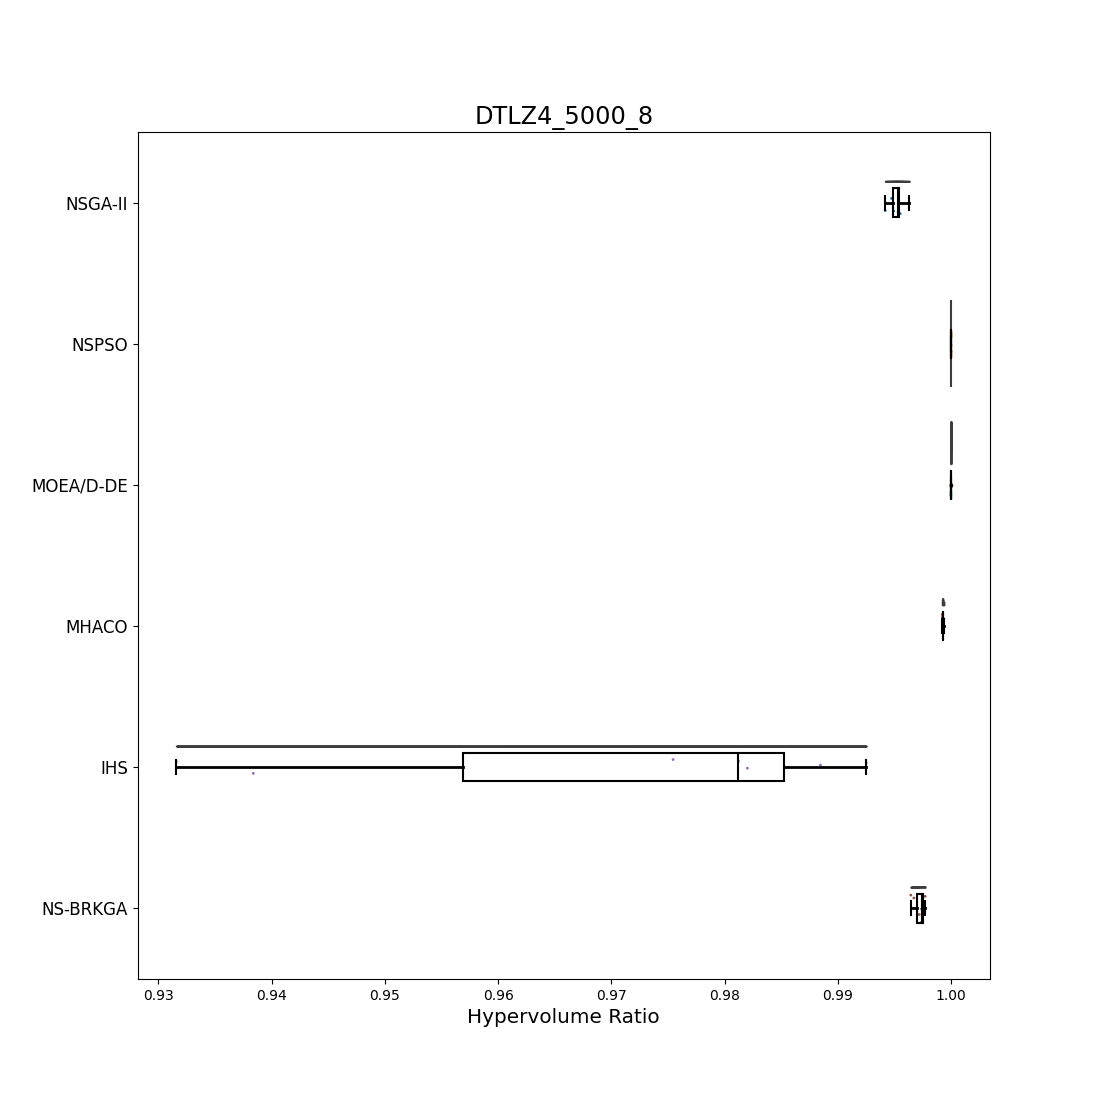 DTLZ4_5000_8
NSGA-II
NSPSO
MOEA/D-DE
MHACO
IHS
NS-BRKGA
0.93 0.94 0.95 0.96 0.97 0.98 0.99 1.00
Hypervolume Ratio